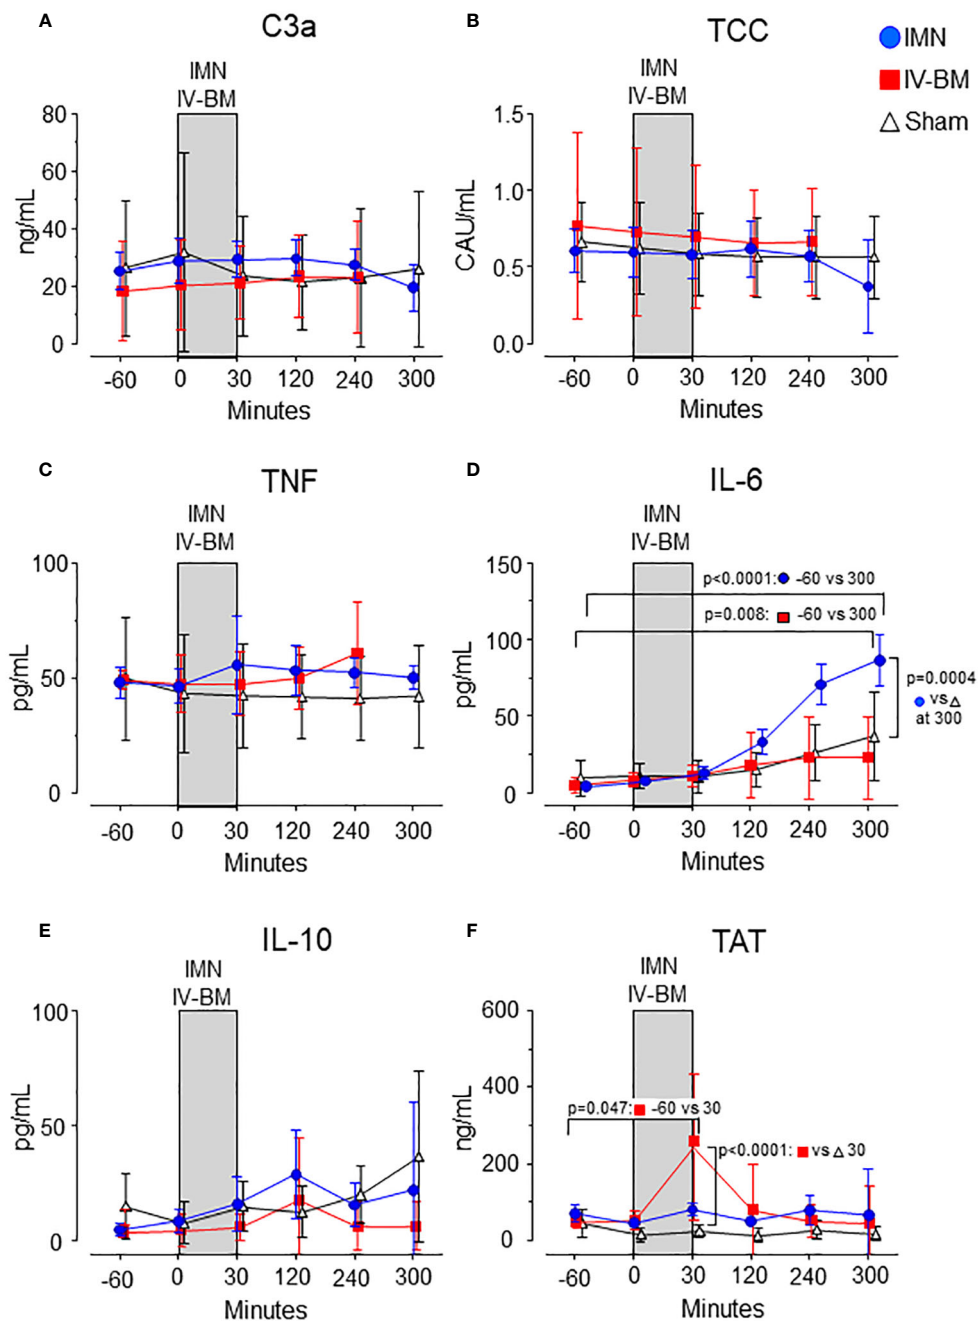 A
C3a
IMN
IV-BM
80
60
40
20
0
ng/mL
-60 0 30 120 240 300
Minutes
B
TCC
IMN
IV-BM
1.5
1.0
0.5
0.0
CAU/mL
-60 0 30 120 240 300
Minutes
IMN
IV-BM
Sham
C
TNF
IMN
IV-BM
100
50
0
pg/mL
-60 0 30 120 240 300
Minutes
D
IL-6
IMN
IV-BM
150
100
50
0
pg/mL
p<0.0001: -60 vs 300
p=0.008: -60 vs 300
p=0.0004
vs
at 300
-60 0 30 120 240 300
Minutes
E
IL-10
IMN
IV-BM
100
50
0
pg/mL
-60 0 30 120 240 300
Minutes
F
TAT
IMN
IV-BM
600
400
200
0
ng/mL
p=0.047: -60 vs 30
p<0.0001: vs 30
-60 0 30 120 240 300
Minutes